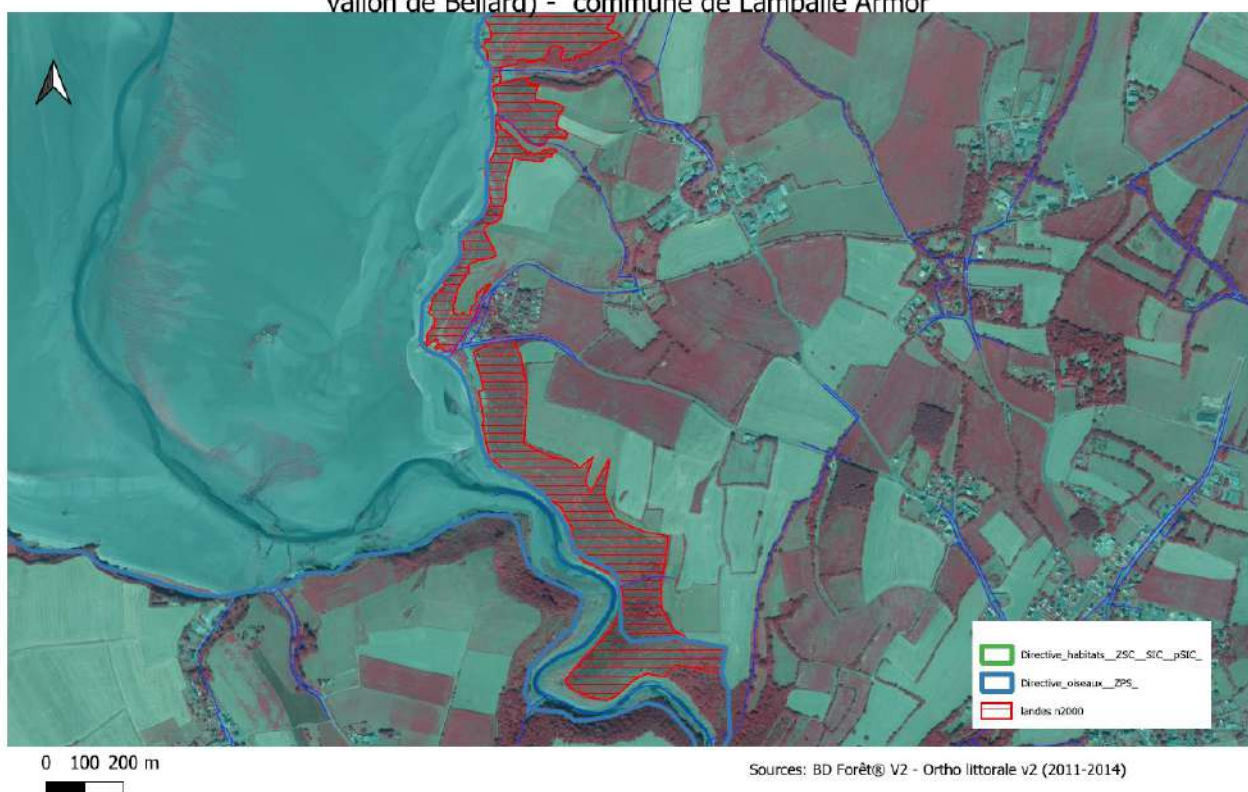 vallon de Bellard) - commune de Lamballe Armor
Directive_habitats__ZSC__SIC__pSIC_
Directive_oiseaux__ZPS_
landes n2000
0 100 200 m
Sources: BD Forêt® V2 - Ortho littorale v2 (2011-2014)